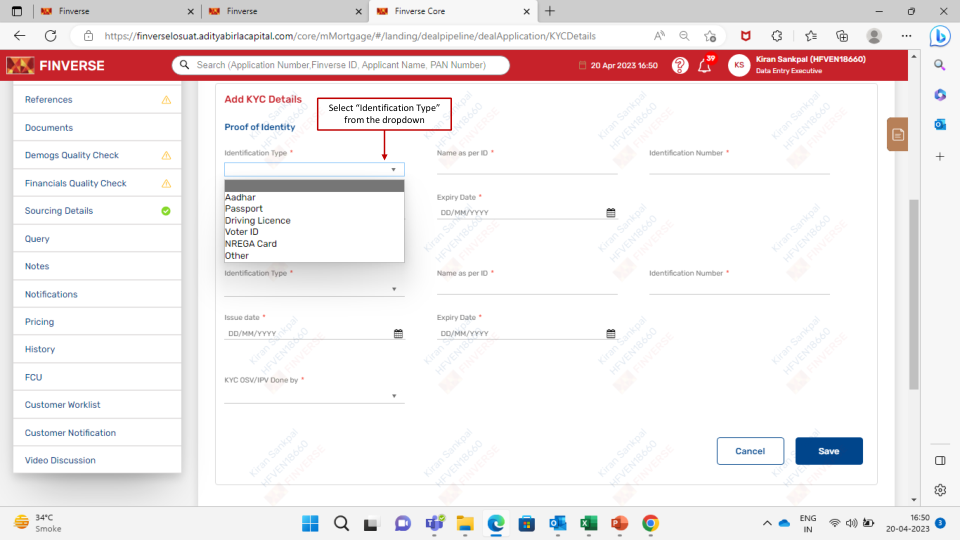 Finverse
Finverse
Finverse Core
https://finverselosuat.adityabirlacapital.com/core/mMortgage/#/landing/dealpipeline/dealApplication/KYCDetails
FINVERSE
Search (Application Number,Finverse ID, Applicant Name, PAN Number)
20 Apr 2023 16:50
39
KS
Kiran Sankpal (HFVEN18660)
Data Entry Executive
References
Documents
Demogs Quality Check
Financials Quality Check
Sourcing Details
Query
Notes
Notifications
Pricing
History
FCU
Customer Worklist
Customer Notification
Video Discussion
Add KYC Details
Select “Identification Type”
from the dropdown
Proof of Identity
Identification Type *
Name as per ID *
Identification Number *
Aadhar
Passport
Driving Licence
Voter ID
NREGA Card
Other
Expiry Date *
DD/MM/YYYY
Identification Type *
Name as per ID *
Identification Number *
Issue date *
DD/MM/YYYY
Expiry Date *
DD/MM/YYYY
KYC OSV/IPV Done by *
Cancel
Save
Kiran Sankpal
HFVEN18660
FINVERSE
34°C
Smoke
ENG
IN
16:50
20-04-2023
3